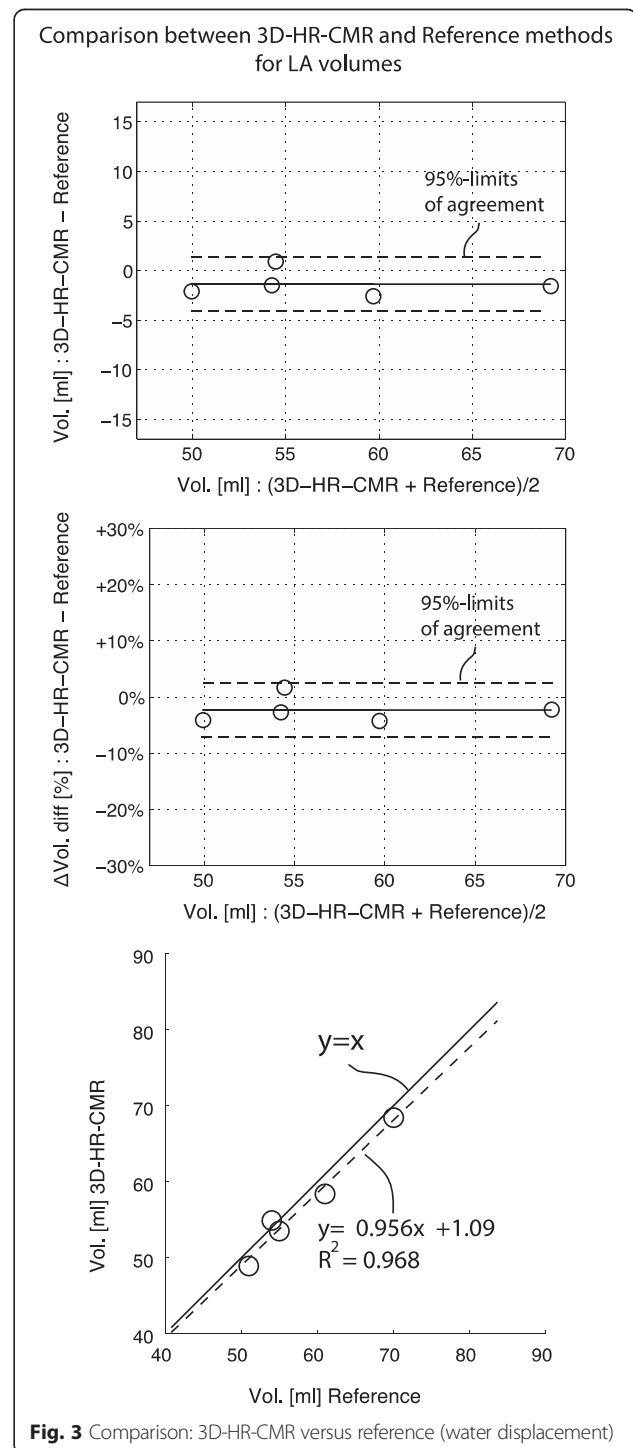 Comparison between 3D-HR-CMR and Reference methods
for LA volumes
Vol. [ml] : 3D–HR–CMR – Reference
15
10
5
0
−5
−10
−15
95%-limits
of agreement
50
55
60
65
70
Vol. [ml] : (3D–HR–CMR + Reference)/2
ΔVol. diff [%] : 3D–HR–CMR – Reference
+30%
+20%
+10%
0%
−10%
−20%
−30%
95%-limits
of agreement
50
55
60
65
70
Vol. [ml] : (3D–HR–CMR + Reference)/2
Vol. [ml] 3D-HR-CMR
90
80
70
60
50
40
y=x
y= 0.956x +1.09
R² = 0.968
40
50
60
70
80
90
Vol. [ml] Reference
Fig. 3 Comparison: 3D-HR-CMR versus reference (water displacement)